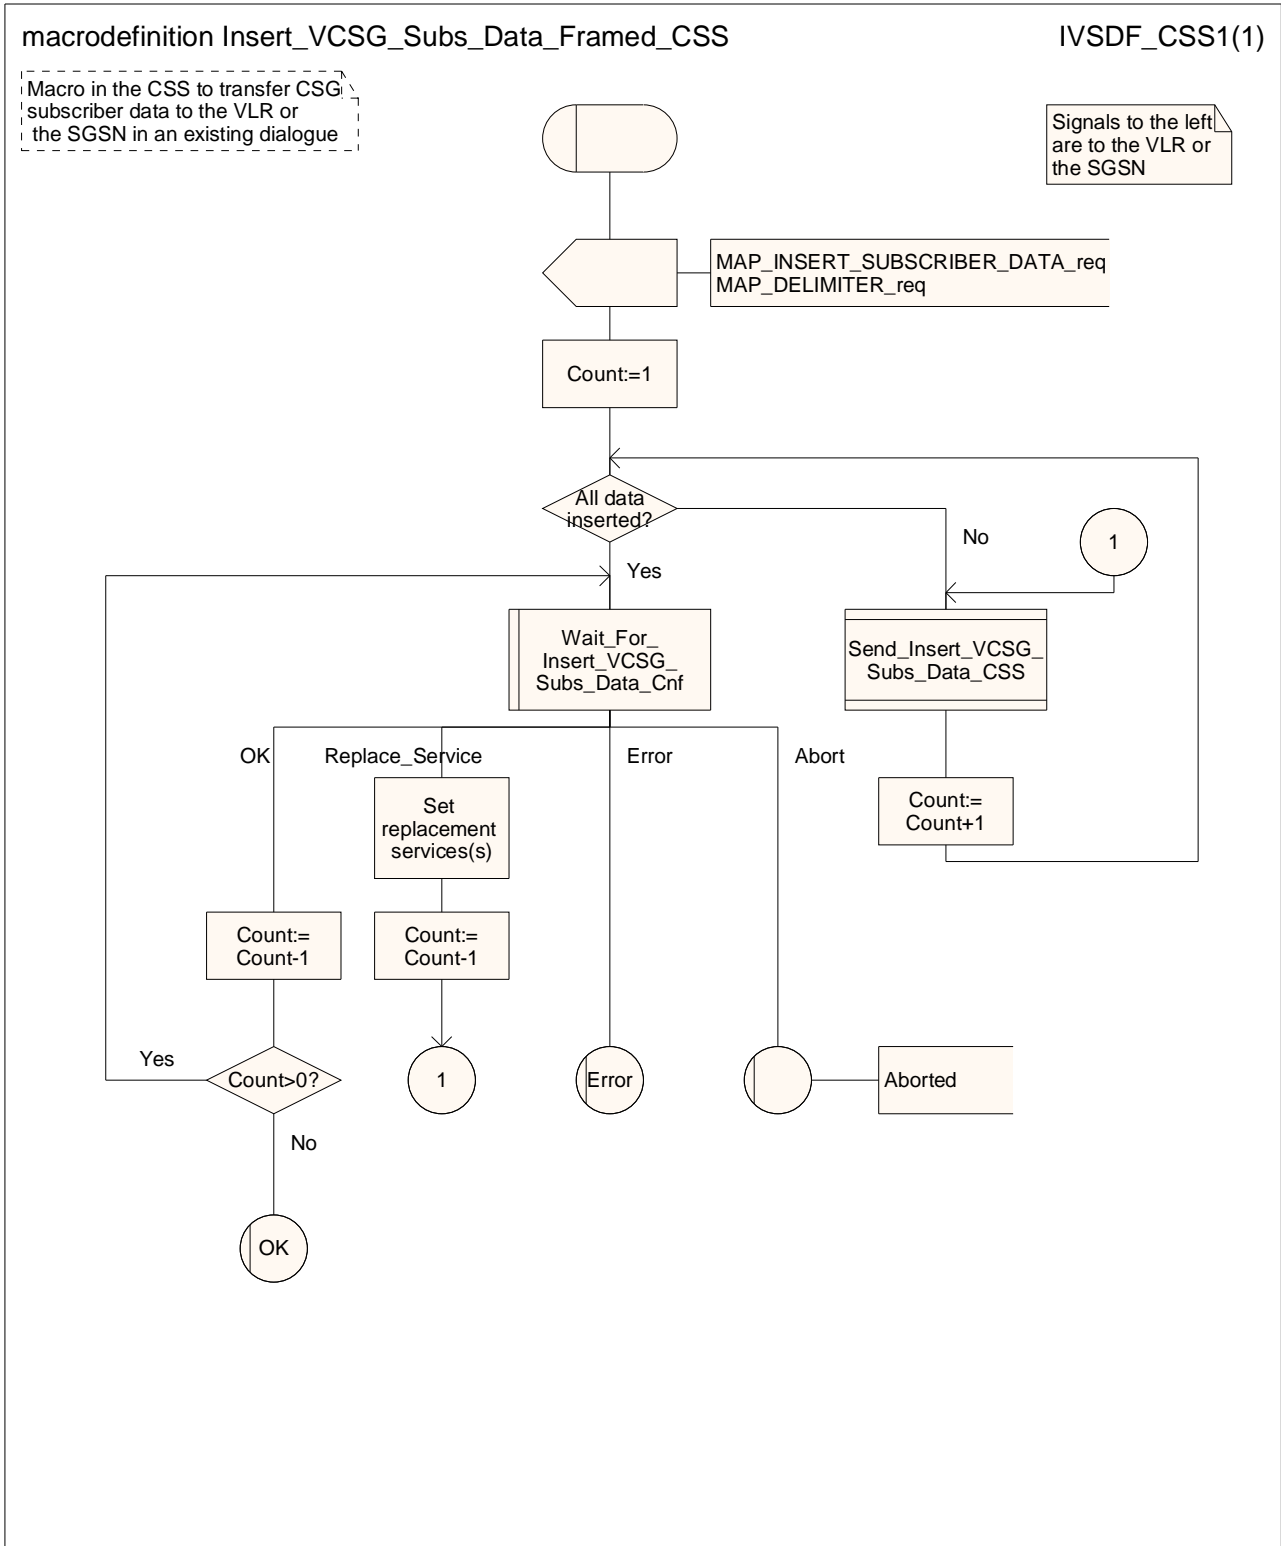 macrodefinition Insert_VCSG_Subs_Data_Framed_CSS
IVSDF_CSS1(1)
Macro in the CSS to transfer CSG
subscriber data to the VLR or
the SGSN in an existing dialogue
Signals to the left
are to the VLR or
the SGSN
MAP_INSERT_SUBSCRIBER_DATA_req
MAP_DELIMITER_req
Count:=1
All data
inserted?
No
1
Yes
Wait_For_
Insert_VCSG_
Subs_Data_Cnf
Send_Insert_VCSG_
Subs_Data_CSS
OK
Replace_Service
Error
Abort
Set
replacement
services(s)
Count:=
Count+1
Count:=
Count-1
Count:=
Count-1
Yes
Count>0?
1
Error
Aborted
No
OK